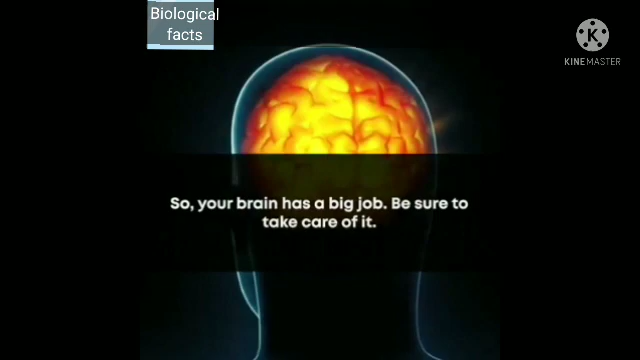 Biological
facts
K
KINEMASTER
So, your brain has a big job. Be sure to
take care of it.